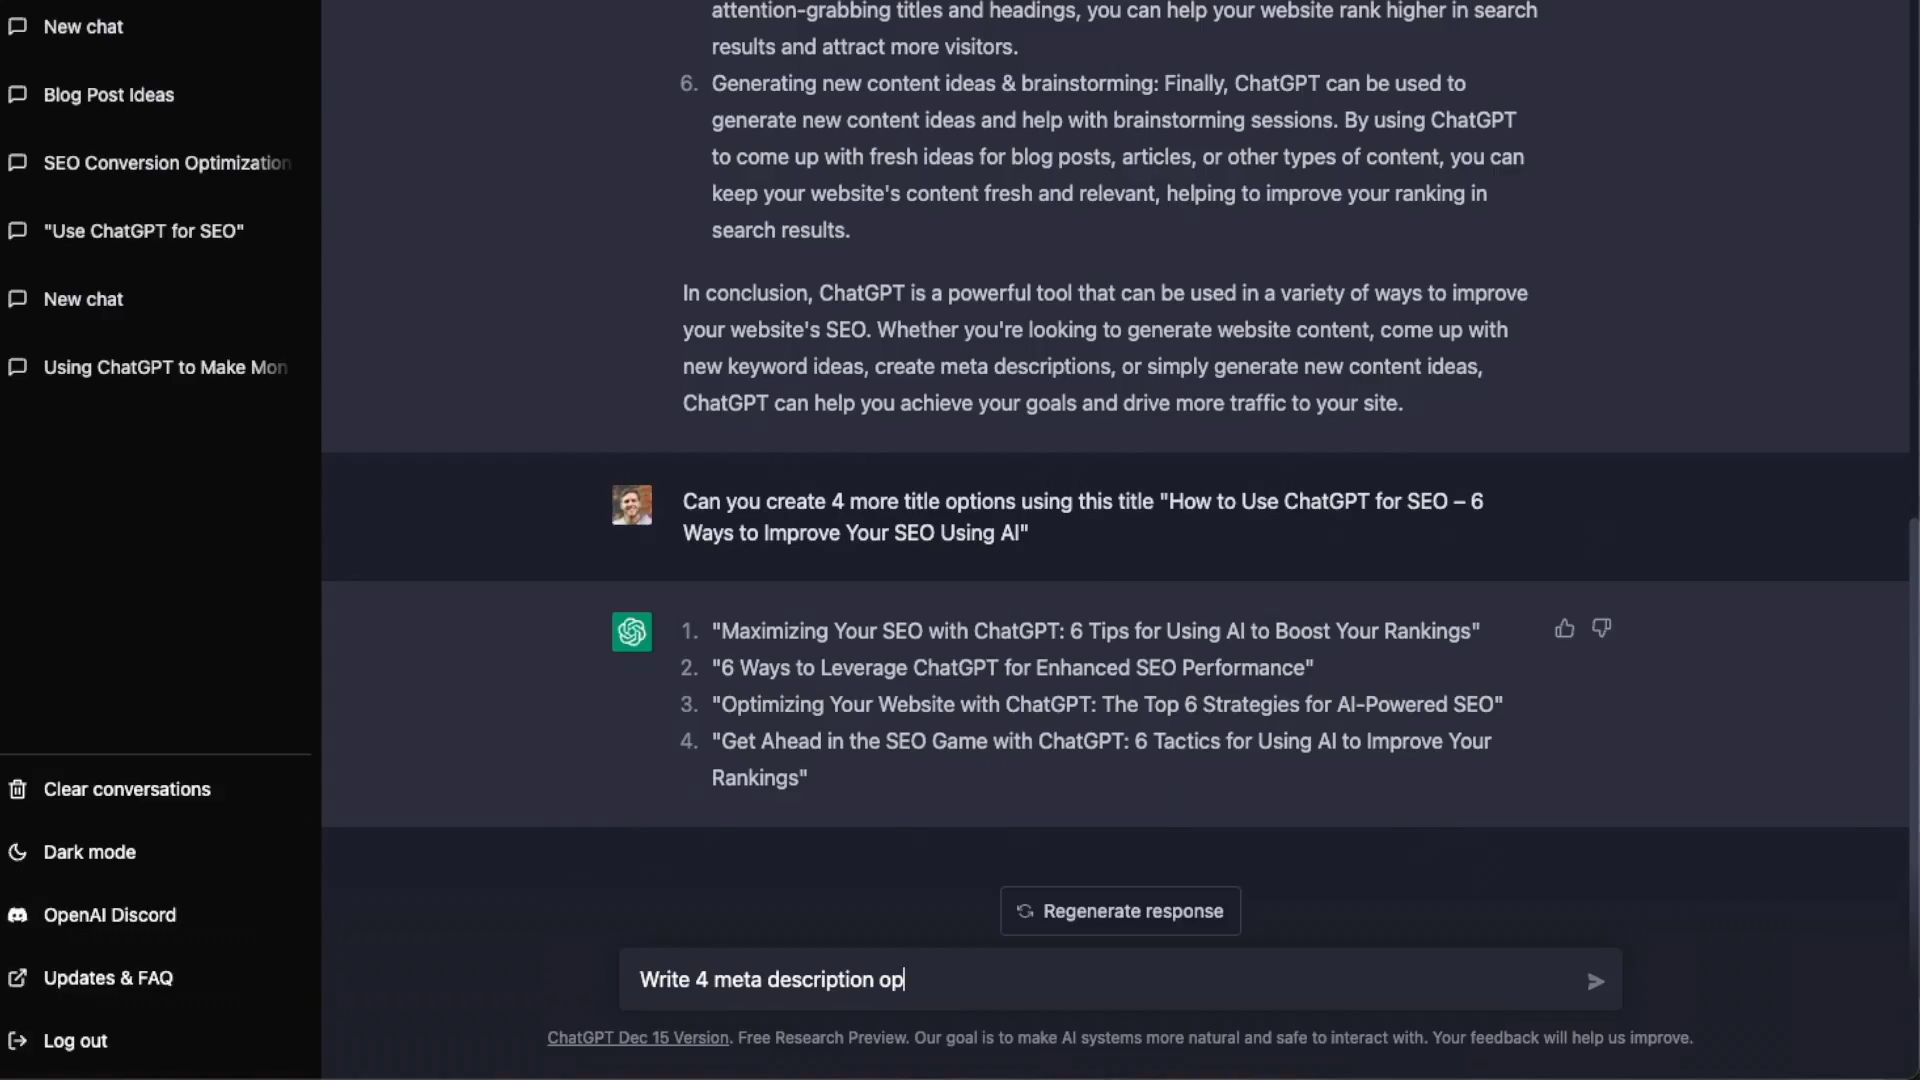 New chat
Blog Post Ideas
SEO Conversion Optimization
"Use ChatGPT for SEO"
New chat
Using ChatGPT to Make Mon
Clear conversations
Dark mode
OpenAI Discord
Updates & FAQ
Log out
attention-grabbing titles and headings, you can help your website rank higher in search
results and attract more visitors.
6. Generating new content ideas & brainstorming: Finally, ChatGPT can be used to
generate new content ideas and help with brainstorming sessions. By using ChatGPT
to come up with fresh ideas for blog posts, articles, or other types of content, you can
keep your website's content fresh and relevant, helping to improve your ranking in
search results.
In conclusion, ChatGPT is a powerful tool that can be used in a variety of ways to improve
your website's SEO. Whether you're looking to generate website content, come up with
new keyword ideas, create meta descriptions, or simply generate new content ideas,
ChatGPT can help you achieve your goals and drive more traffic to your site.
Can you create 4 more title options using this title "How to Use ChatGPT for SEO – 6
Ways to Improve Your SEO Using AI"
1. "Maximizing Your SEO with ChatGPT: 6 Tips for Using AI to Boost Your Rankings"
2. "6 Ways to Leverage ChatGPT for Enhanced SEO Performance"
3. "Optimizing Your Website with ChatGPT: The Top 6 Strategies for AI-Powered SEO"
4. "Get Ahead in the SEO Game with ChatGPT: 6 Tactics for Using AI to Improve Your
Rankings"
Regenerate response
Write 4 meta description op
ChatGPT Dec 15 Version. Free Research Preview. Our goal is to make AI systems more natural and safe to interact with. Your feedback will help us improve.